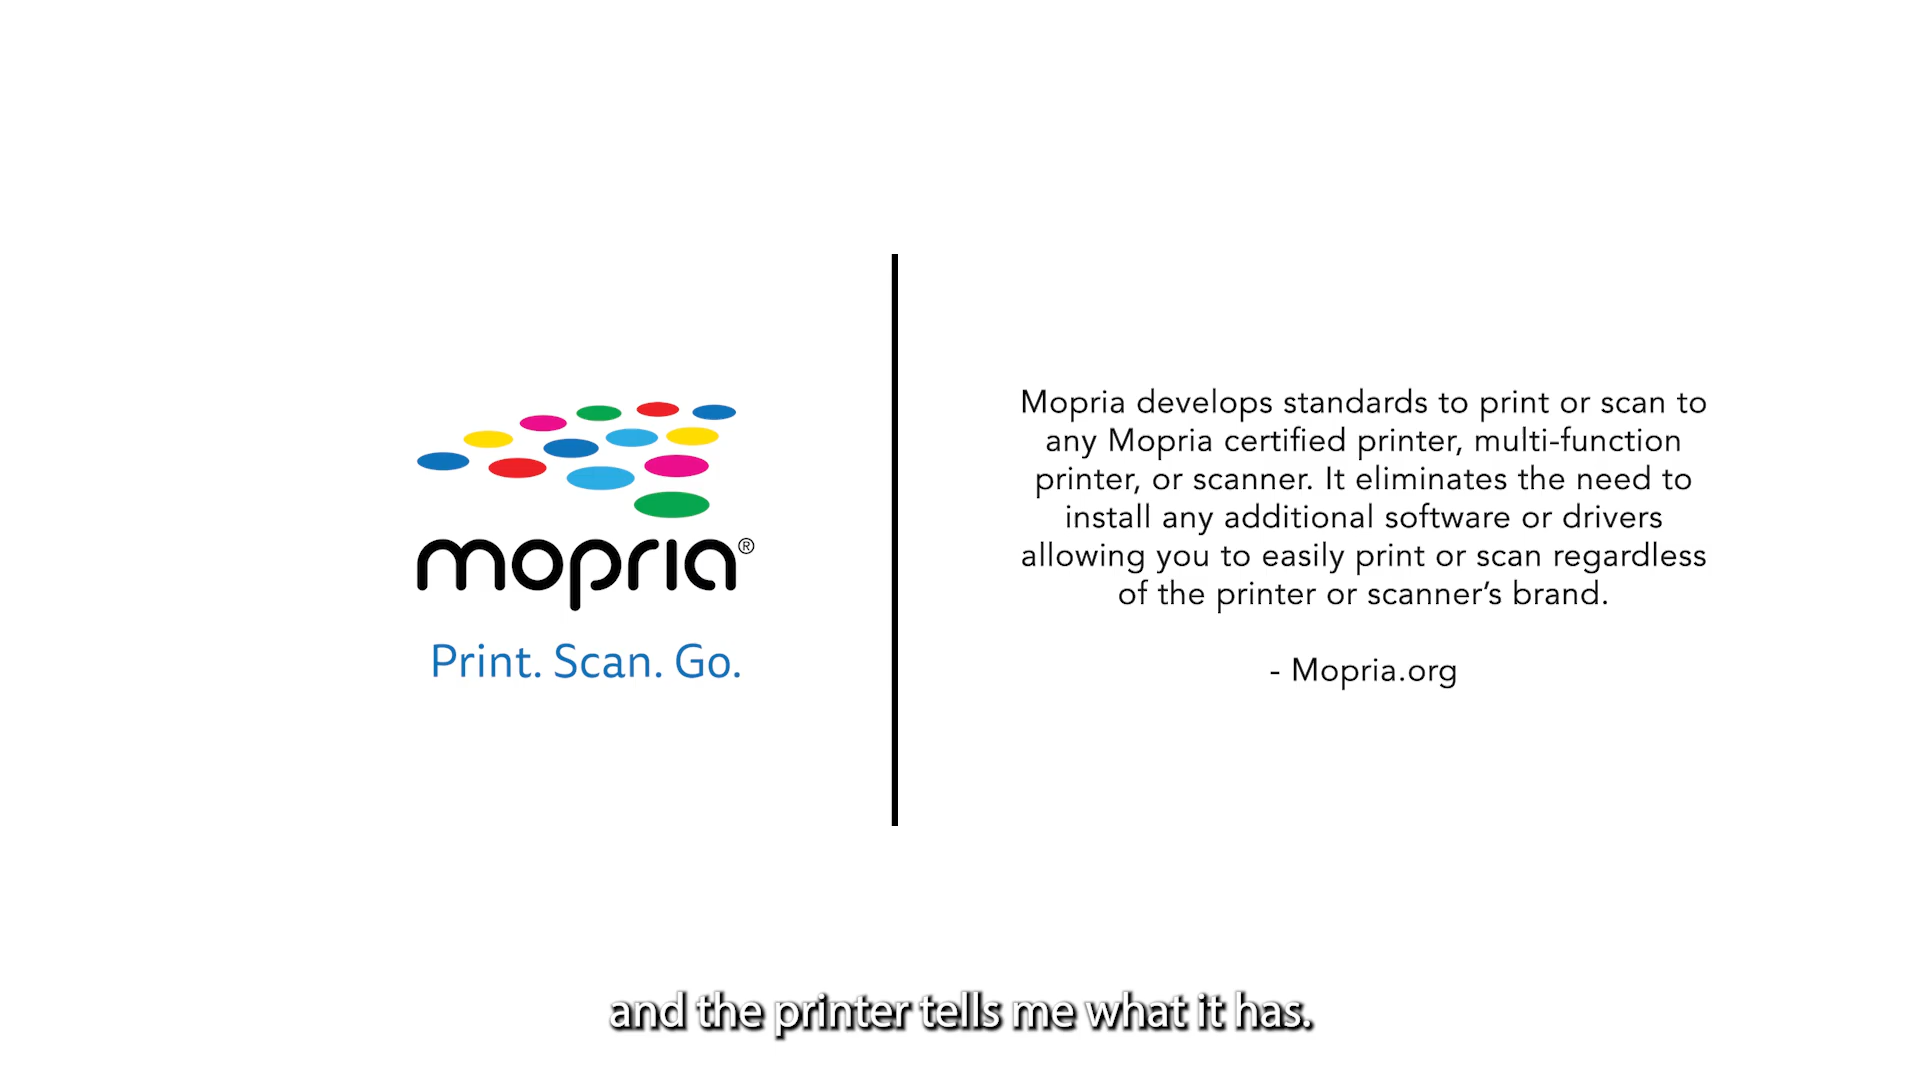 mopria®
Print. Scan. Go.
Mopria develops standards to print or scan to
any Mopria certified printer, multi-function
printer, or scanner. It eliminates the need to
install any additional software or drivers
allowing you to easily print or scan regardless
of the printer or scanner’s brand.
- Mopria.org
and the printer tells me what it has.